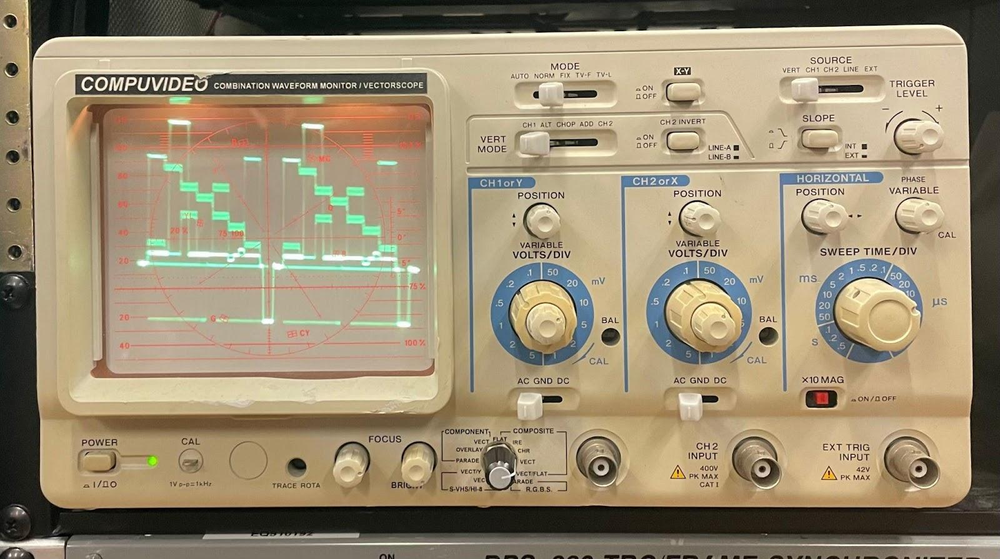 COMPUVIDEO COMBINATION WAVEFORM MONITOR / VECTORSCOPE
MODE
AUTO NORM FIX TV-F TV-L
X-Y
ON
OFF
SOURCE
VERT CH1 CH2 LINE EXT
TRIGGER
LEVEL
- +
VERT
MODE
CH1 ALT CHOP ADD CH2
CH2 INVERT
ON
OFF
LINE-A
LINE-B
SLOPE
INT
EXT
CH1 or Y
POSITION
VARIABLE
VOLTS/DIV
.1 50
.2 20 mV
.5 10
1 5
2 2
5 1
BAL
CAL
AC GND DC
CH2 or X
POSITION
VARIABLE
VOLTS/DIV
.1 50
.2 20 mV
.5 10
1 5
2
5 1
BAL
CAL
AC GND DC
HORIZONTAL
POSITION
PHASE
VARIABLE
CAL
SWEEP TIME/DIV
ms
µs
s
.1 .2 .5 1 2 5 10 20 50
50 20 10
.1 .2 .5
X10 MAG
ON/OFF
80
60
40
20
20
40
MG
YL
20%
75 100
B
G
CY
5°
0°
5°
75%
100%
POWER
I/O
CAL
1V p-p=1kHz
TRACE ROTA
FOCUS
COMPONENT
VECT
OVERLAY
PARADE
VECT/Y
S-VHS/HI-8
COMPOSITE
FLAT
IRE
CHR
VECT
VECT/FLAT
R.G.B.S.
CH2
INPUT
400V
PK MAX
CAT I
EXT TRIG
INPUT
42V
PK MAX
ON